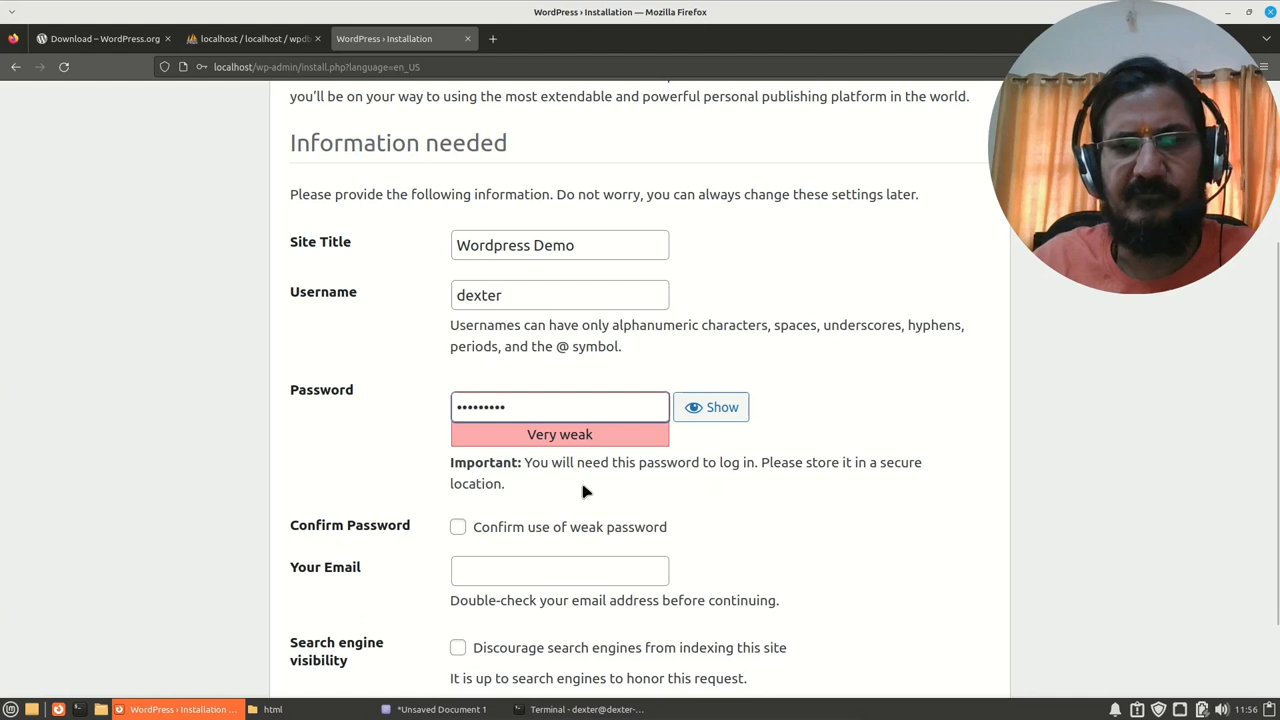 WordPress › Installation — Mozilla Firefox
Download – WordPress.org
localhost / localhost / wpdb
WordPress › Installation
localhost/wp-admin/install.php?language=en_US
you'll be on your way to using the most extendable and powerful personal publishing platform in the world.
Information needed
Please provide the following information. Do not worry, you can always change these settings later.
Site Title
Wordpress Demo
Username
dexter
Usernames can have only alphanumeric characters, spaces, underscores, hyphens,
periods, and the @ symbol.
Password
•••••••••
Show
Very weak
Important: You will need this password to log in. Please store it in a secure
location.
Confirm Password
Confirm use of weak password
Your Email
Double-check your email address before continuing.
Search engine
visibility
Discourage search engines from indexing this site
It is up to search engines to honor this request.
WordPress › Installation ...
html
*Unsaved Document 1
Terminal - dexter@dexter-...
11:56